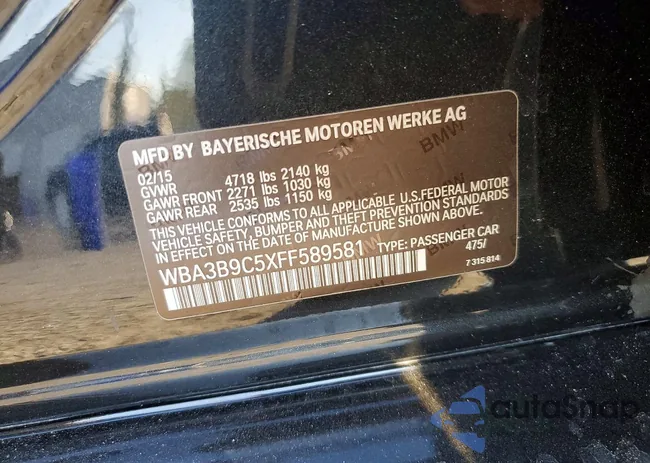 MFD BY BAYERISCHE MOTOREN WERKE AG
02/15
GVWR 4718 lbs 2140 kg
GAWR FRONT 2271 lbs 1030 kg
GAWR REAR 2535 lbs 1150 kg
THIS VEHICLE CONFORMS TO ALL APPLICABLE U.S.FEDERAL MOTOR
VEHICLE SAFETY, BUMPER AND THEFT PREVENTION STANDARDS
IN EFFECT ON THE DATE OF MANUFACTURE SHOWN ABOVE.
WBA3B9C5XFF589581 TYPE: PASSENGER CAR
475/
7 315 814
autoSnap